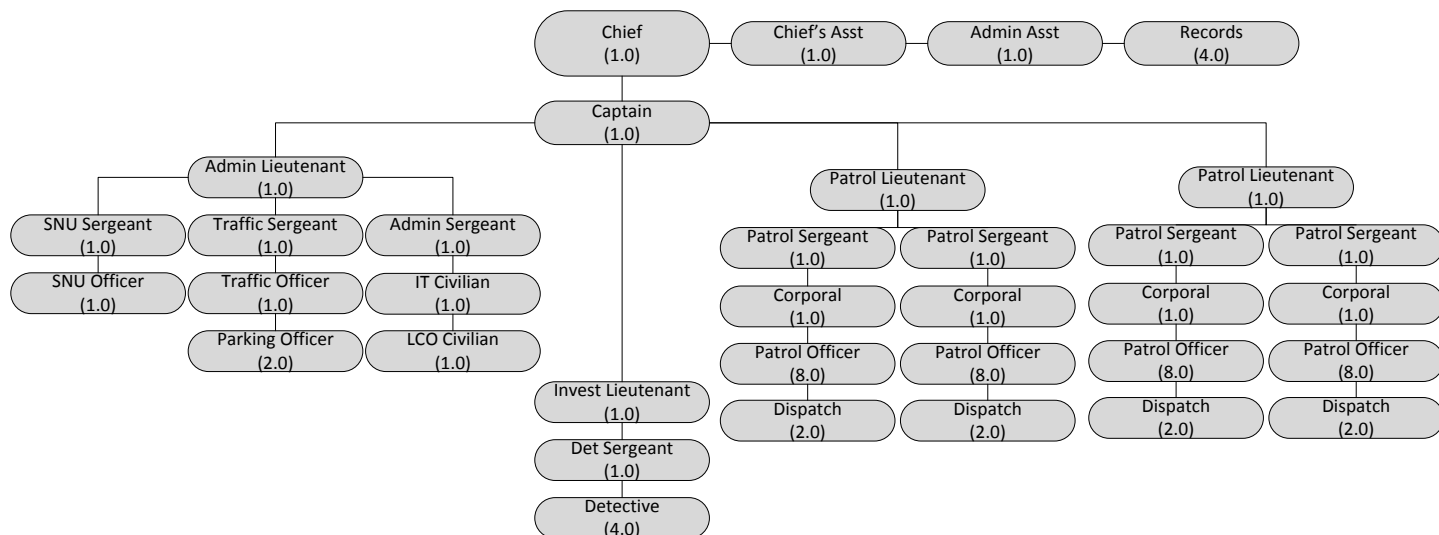 Chief
(1.0)
Chief's Asst
(1.0)
Admin Asst
(1.0)
Records
(4.0)
Captain
(1.0)
Admin Lieutenant
(1.0)
SNU Sergeant
(1.0)
SNU Officer
(1.0)
Traffic Sergeant
(1.0)
Traffic Officer
(1.0)
Parking Officer
(2.0)
Admin Sergeant
(1.0)
IT Civilian
(1.0)
LCO Civilian
(1.0)
Invest Lieutenant
(1.0)
Det Sergeant
(1.0)
Detective
(4.0)
Patrol Lieutenant
(1.0)
Patrol Sergeant
(1.0)
Corporal
(1.0)
Patrol Officer
(8.0)
Dispatch
(2.0)
Patrol Sergeant
(1.0)
Corporal
(1.0)
Patrol Officer
(8.0)
Dispatch
(2.0)
Patrol Lieutenant
(1.0)
Patrol Sergeant
(1.0)
Corporal
(1.0)
Patrol Officer
(8.0)
Dispatch
(2.0)
Patrol Sergeant
(1.0)
Corporal
(1.0)
Patrol Officer
(8.0)
Dispatch
(2.0)